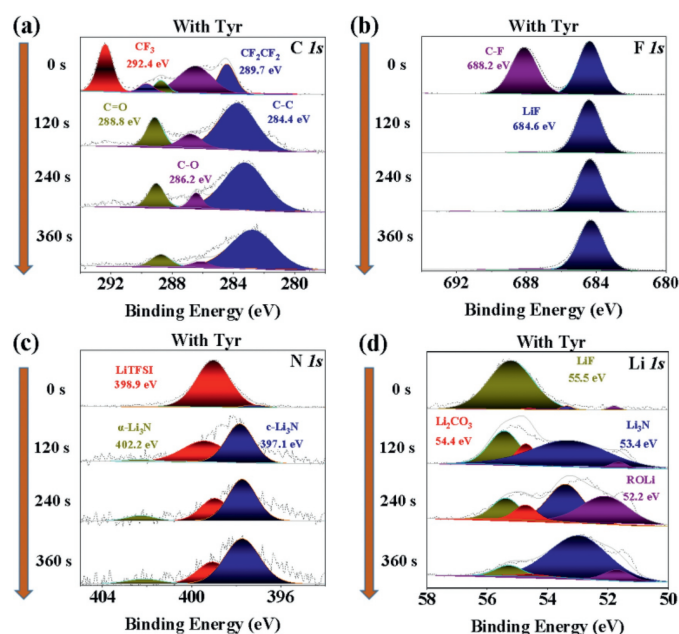 (a)
With Tyr
C 1s
0 s
120 s
240 s
360 s
CF₃
292.4 eV
CF₂CF₂
289.7 eV
C=O
288.8 eV
C-C
284.4 eV
C-O
286.2 eV
292 288 284 280
Binding Energy (eV)
(b)
With Tyr
F 1s
0 s
120 s
240 s
360 s
C-F
688.2 eV
LiF
684.6 eV
692 688 684 680
Binding Energy (eV)
(c)
With Tyr
N 1s
0 s
120 s
240 s
360 s
LiTFSI
398.9 eV
α-Li₃N
402.2 eV
c-Li₃N
397.1 eV
404 400 396
Binding Energy (eV)
(d)
With Tyr
Li 1s
0 s
120 s
240 s
360 s
LiF
55.5 eV
Li₂CO₃
54.4 eV
Li₃N
53.4 eV
ROLi
52.2 eV
58 56 54 52 50
Binding Energy (eV)